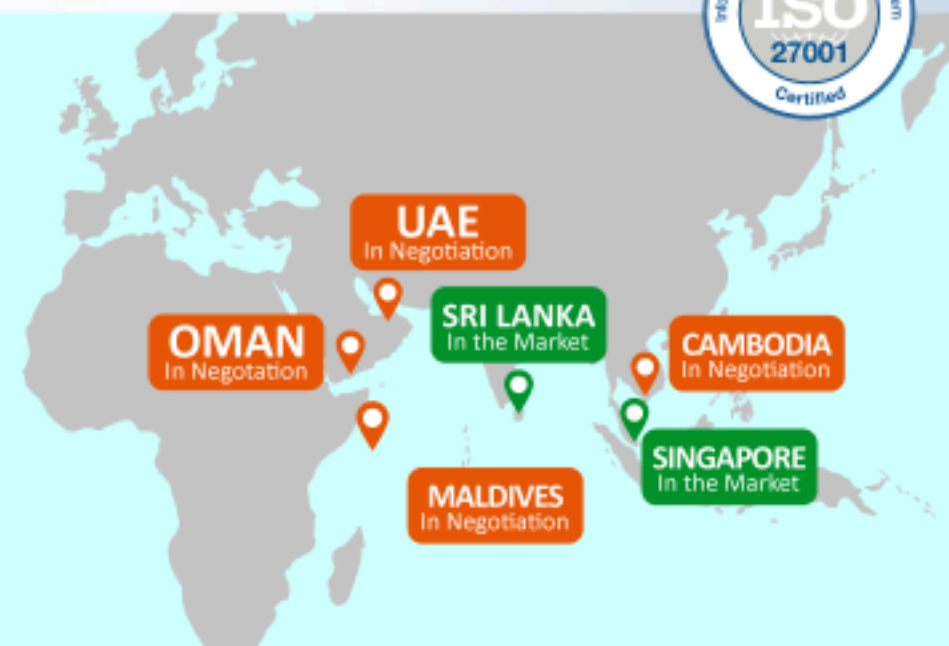 ISO
27001
Certified
UAE
In Negotiation
SRI LANKA
In the Market
OMAN
In Negotation
CAMBODIA
In Negotiation
SINGAPORE
In the Market
MALDIVES
In Negotiation